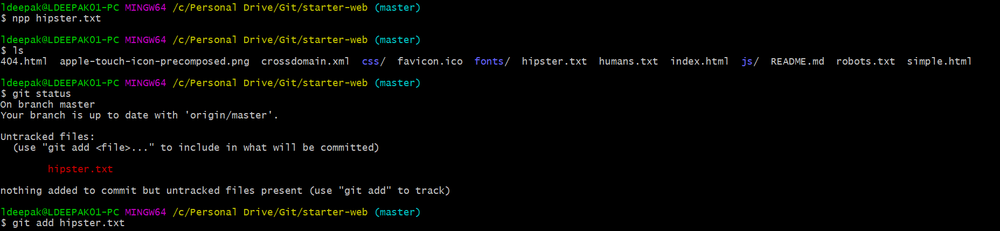 ldeepak@LDEEPAK01-PC MINGW64 /c/Personal Drive/Git/starter-web (master)
$ npp hipster.txt
ldeepak@LDEEPAK01-PC MINGW64 /c/Personal Drive/Git/starter-web (master)
$ ls
404.html  apple-touch-icon-precomposed.png  crossdomain.xml  css/  favicon.ico  fonts/  hipster.txt  humans.txt  index.html  js/  README.md  robots.txt  simple.html
ldeepak@LDEEPAK01-PC MINGW64 /c/Personal Drive/Git/starter-web (master)
$ git status
On branch master
Your branch is up to date with 'origin/master'.
Untracked files:
  (use "git add <file>..." to include in what will be committed)
        hipster.txt
nothing added to commit but untracked files present (use "git add" to track)
ldeepak@LDEEPAK01-PC MINGW64 /c/Personal Drive/Git/starter-web (master)
$ git add hipster.txt